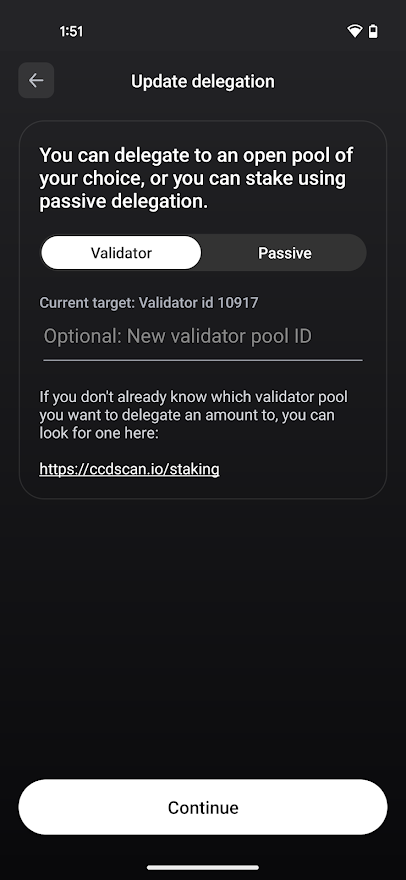 1:51
Update delegation
You can delegate to an open pool of
your choice, or you can stake using
passive delegation.
Validator
Passive
Current target: Validator id 10917
Optional: New validator pool ID
If you don't already know which validator pool
you want to delegate an amount to, you can
look for one here:
https://ccdscan.io/staking
Continue